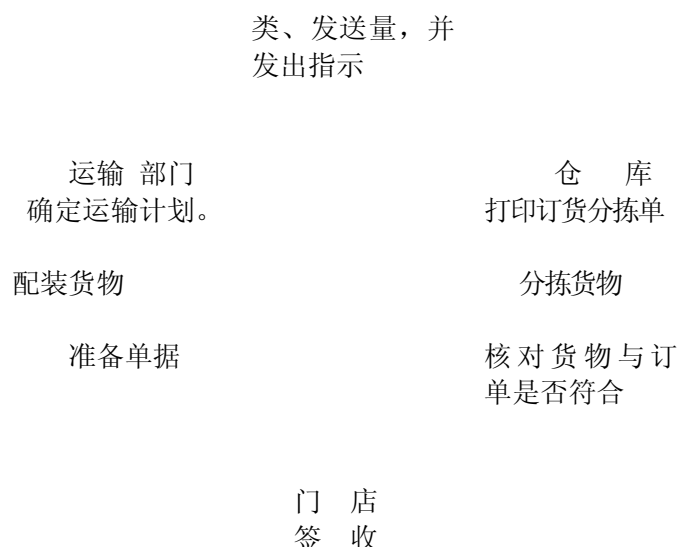 类、发送量，并
发出指示
运输 部门
确定运输计划。
配装货物
准备单据
仓 库
打印订货分拣单
分拣货物
核对货物与订
单是否符合
门 店
签 收